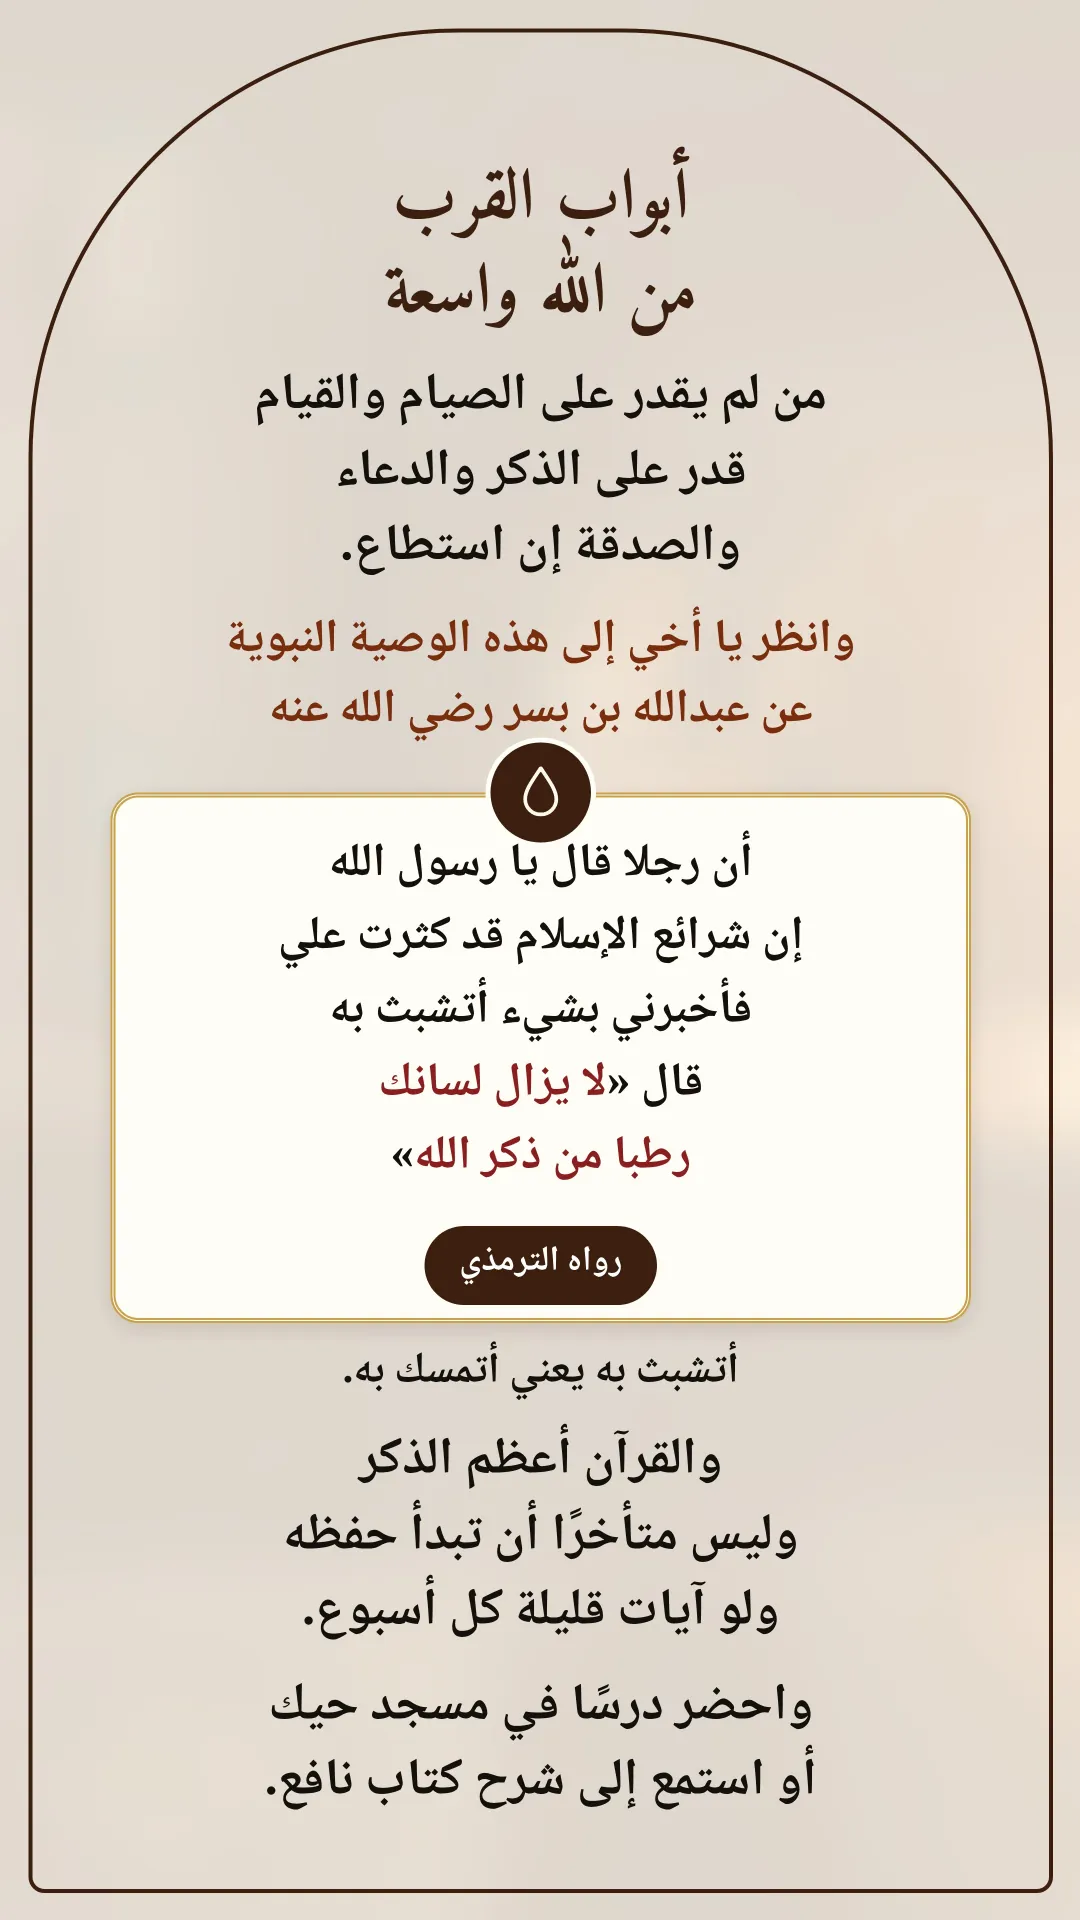 أبواب القرب
من الله واسعة
من لم يقدر على الصيام والقيام
قدر على الذكر والدعاء
والصدقة إن استطاع.
وانظر يا أخي إلى هذه الوصية النبوية
عن عبدالله بن بسر رضي الله عنه
أن رجلا قال يا رسول الله
إن شرائع الإسلام قد كثرت علي
فأخبرني بشيء أتشبث به
قال «لا يزال لسانك
رطبا من ذكر الله»
رواه الترمذي
أتشبث به يعني أتمسك به.
والقرآن أعظم الذكر
وليس متأخرًا أن تبدأ حفظه
ولو آيات قليلة كل أسبوع.
واحضر درسًا في مسجد حيك
أو استمع إلى شرح كتاب نافع.